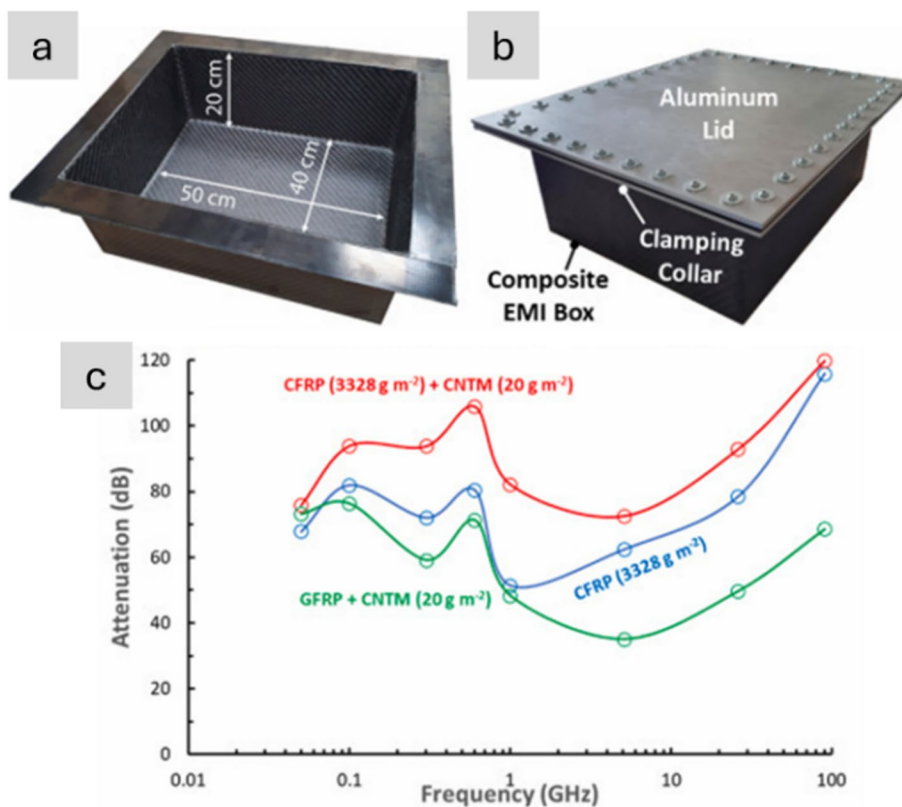 a
20 cm
40 cm
50 cm
b
Aluminum
Lid
Clamping
Collar
Composite
EMI Box
c
120
100
80
60
40
20
0
Attenuation (dB)
CFRP (3328 g m⁻²) + CNTM (20 g m⁻²)
CFRP (3328 g m⁻²)
GFRP + CNTM (20 g m⁻²)
0.01
0.1
1
10
100
Frequency (GHz)